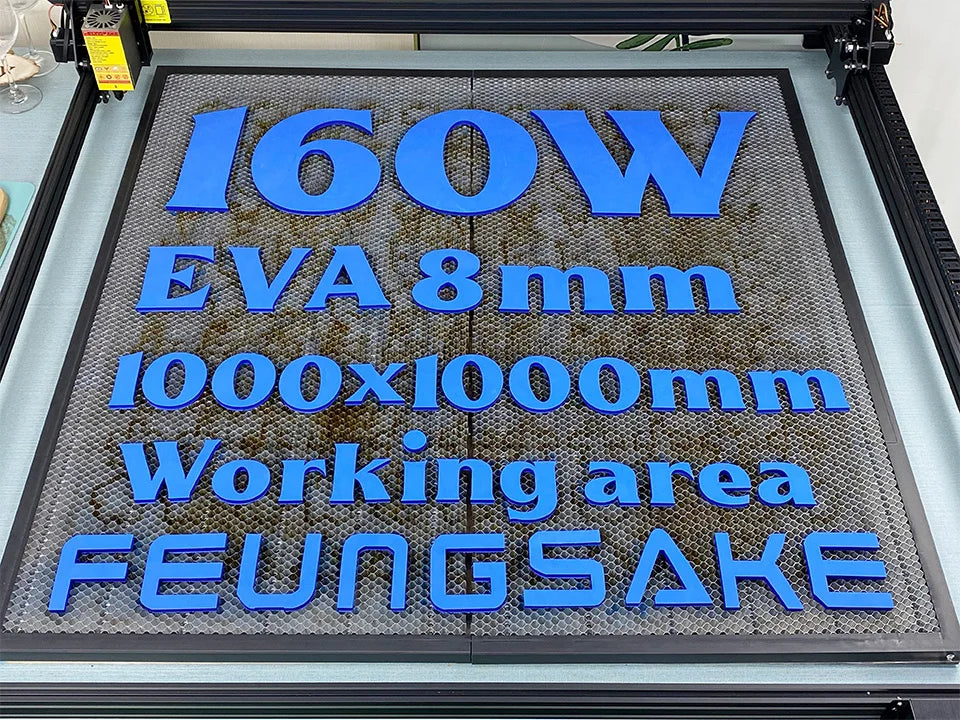 160W
EVA 8mm
1000x1000mm
Working area
FEUNGSAKE